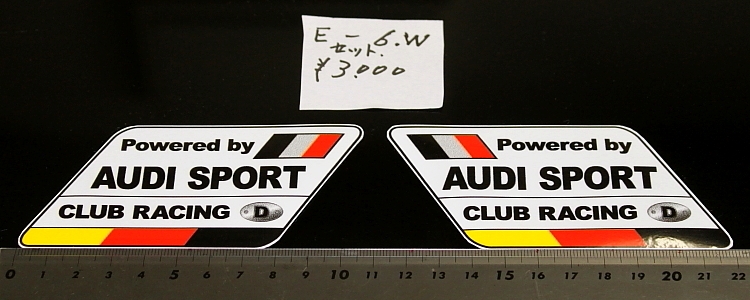 E - 6.W
セット.
¥3.000
Powered by
AUDI SPORT
CLUB RACING D
Powered by
AUDI SPORT
CLUB RACING D
0 1 2 3 4 5 6 7 8 9 10 11 12 13 14 15 16 17 18 19 20 21 22